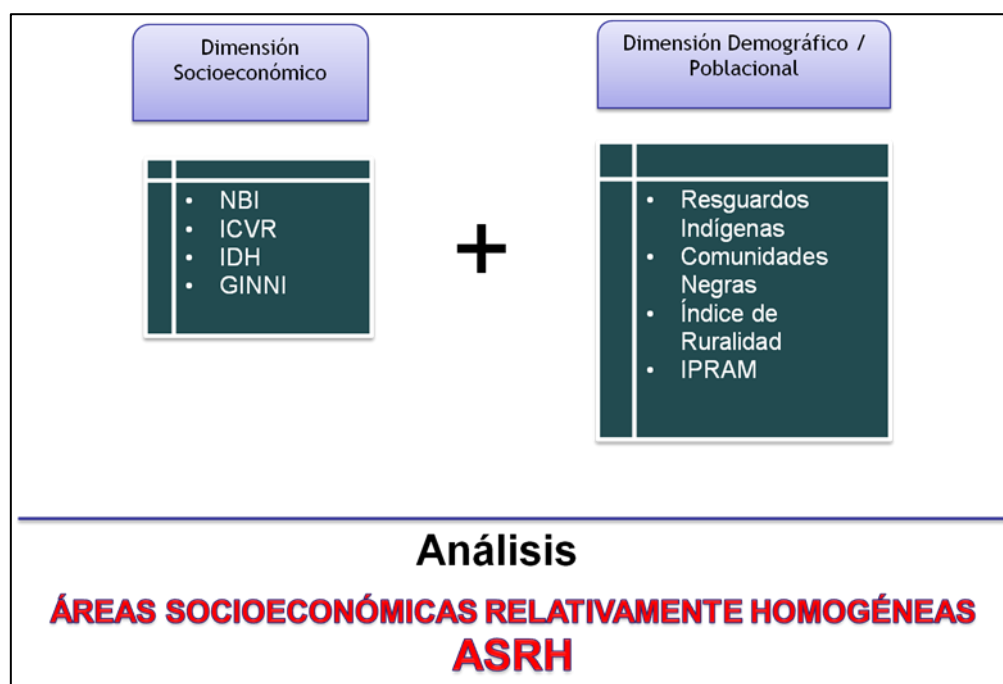 Dimensión
Socioeconómico
Dimensión Demográfico /
Poblacional
• NBI
• ICVR
• IDH
• GINNI
+
• Resguardos
Indígenas
• Comunidades
Negras
• Índice de
Ruralidad
• IPRAM
Análisis
ÁREAS SOCIOECONÓMICAS RELATIVAMENTE HOMOGÉNEAS
ASRH